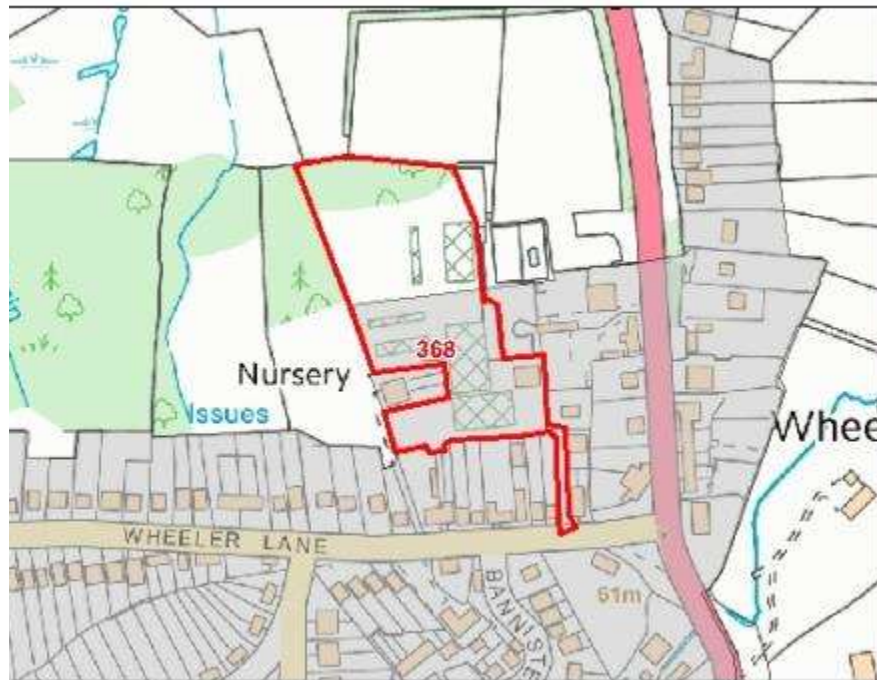 368
Nursery
Issues
Whee
WHEELER LANE
BANNISTE
61m